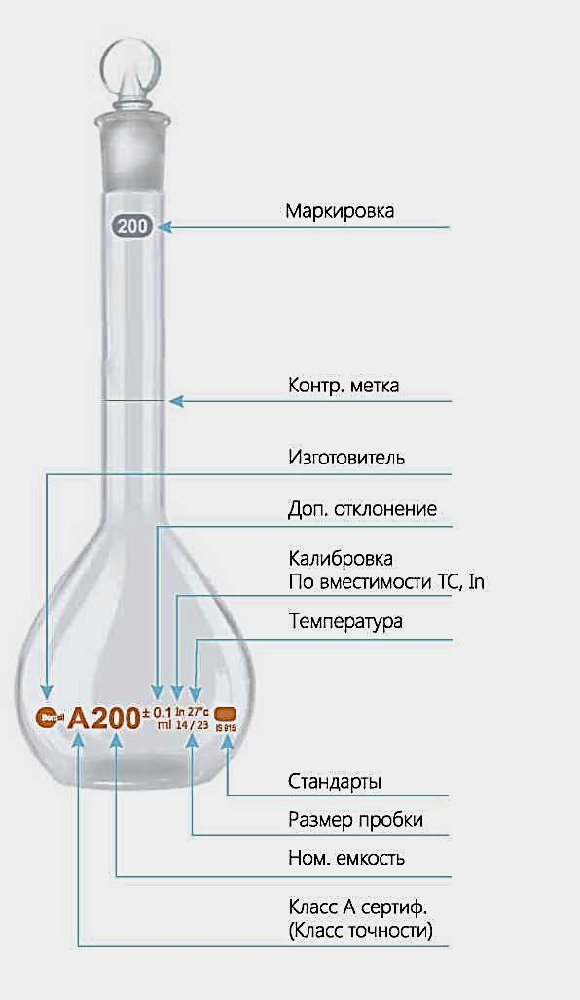 200
Маркировка
Контр. метка
Изготовитель
Доп. отклонение
Калибровка
По вместимости TC, In
Температура
Borosil A200 ± 0.1 In 27°c
ml 14 / 23 IS 915
Стандарты
Размер пробки
Ном. емкость
Класс А сертиф.
(Класс точности)